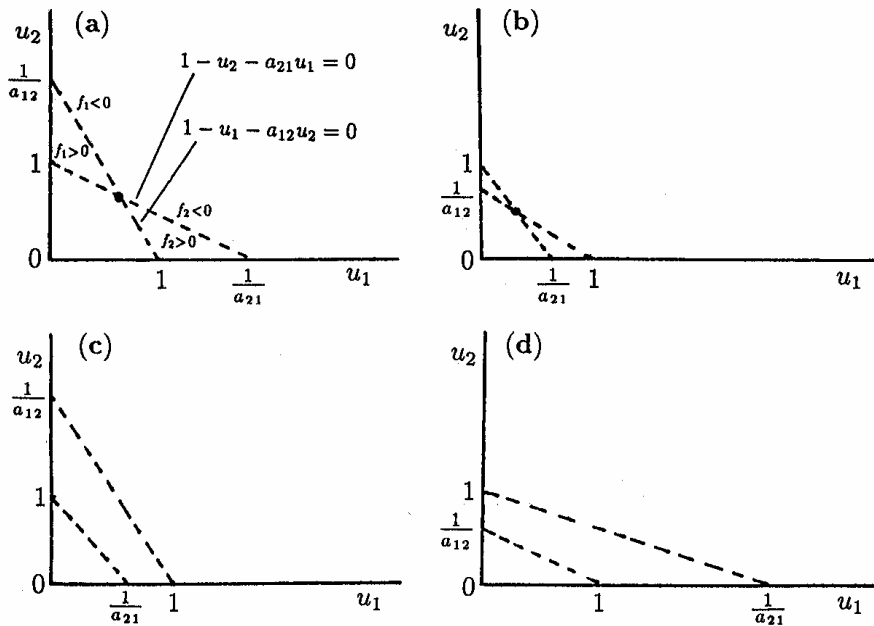 (a)
u₂
1 − u₂ − a₂₁u₁ = 0
1/a₁₂
f₁<0
1 − u₁ − a₁₂u₂ = 0
1
f₁>0
f₂<0
f₂>0
0
1
1/a₂₁
u₁
(b)
u₂
1
1/a₁₂
0
1/a₂₁
1
u₁
(c)
u₂
1/a₁₂
1
0
1/a₂₁
1
u₁
(d)
u₂
1
1/a₁₂
0
1
1/a₂₁
u₁